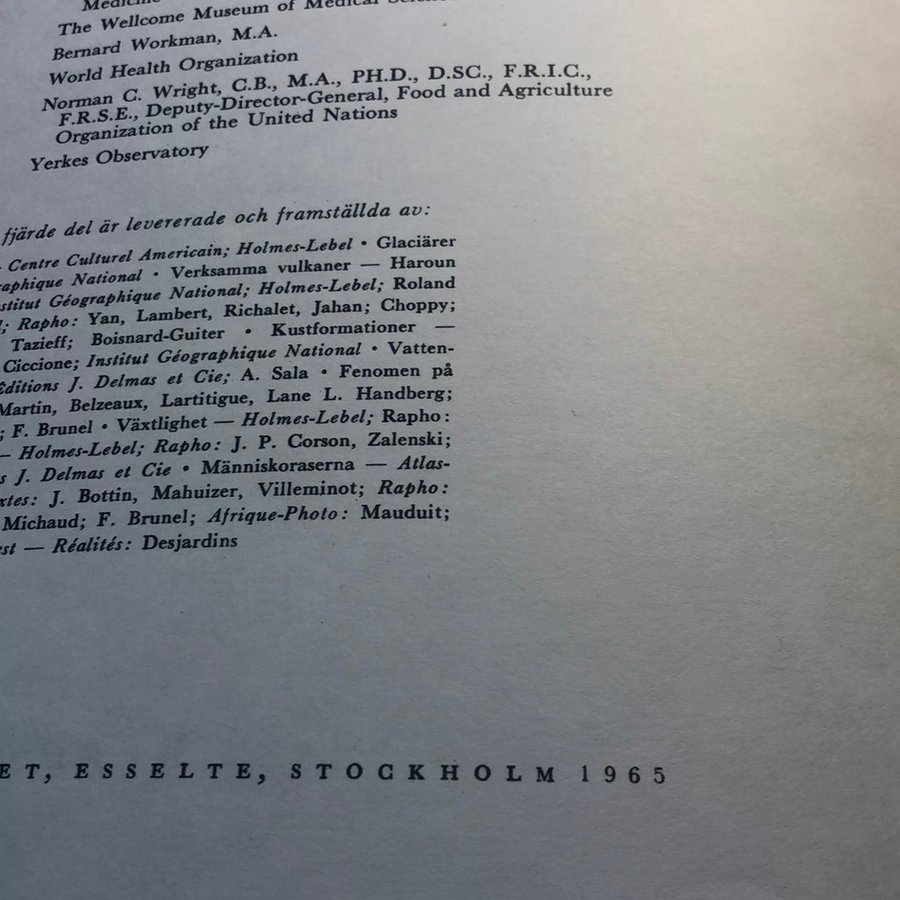 Medicine
The Wellcome Museum of Medical
Bernard Workman, M.A.
World Health Organization
Norman C. Wright, C.B., M.A., PH.D., D.SC., F.R.I.C.,
F.R.S.E., Deputy-Director-General, Food and Agriculture
Organization of the United Nations
Yerkes Observatory
fjärde del är levererade och framställda av:
Centre Culturel Americain; Holmes-Lebel • Glaciärer
National • Verksamma vulkaner — Haroun
Géographique National; Holmes-Lebel; Roland
Rapho: Yan, Lambert, Richalet, Jahan; Choppy;
Tazieff; Boisnard-Guiter • Kustformationer —
Ciccione; Institut Géographique National • Vatten-
Editions J. Delmas et Cie; A. Sala • Fenomen på
Martin, Belzeaux, Lartitigue, Lane L. Handberg;
; F. Brunel • Växtlighet — Holmes-Lebel; Rapho:
— Holmes-Lebel; Rapho: J. P. Corson, Zalenski;
J. Delmas et Cie • Människoraserna — Atlas-
J. Bottin, Mahuizer, Villeminot; Rapho:
Michaud; F. Brunel; Afrique-Photo: Mauduit;
— Réalités: Desjardins
ET, ESSELTE, STOCKHOLM 1965